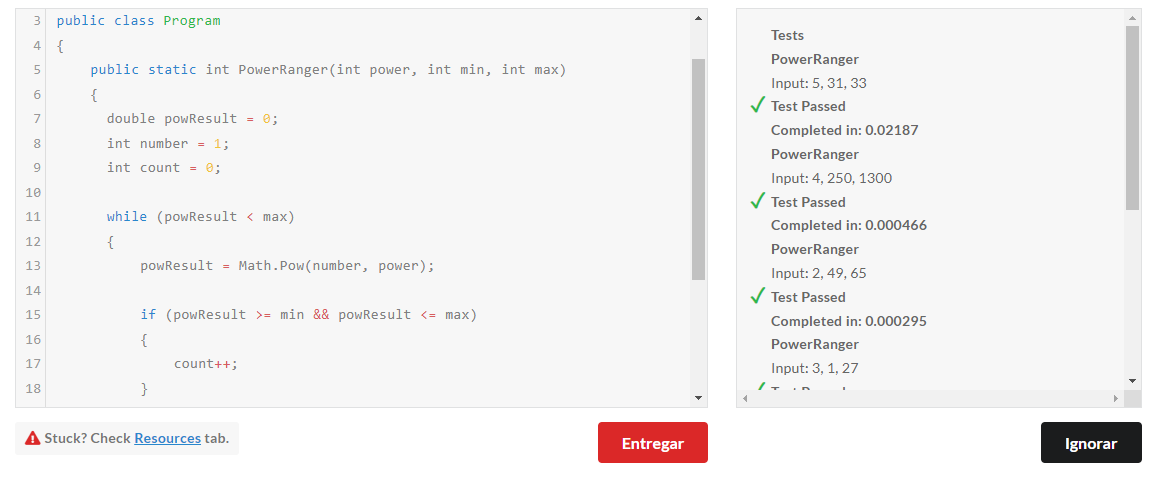 3 public class Program
4 {
5 public static int PowerRanger(int power, int min, int max)
6 {
7 double powResult = 0;
8 int number = 1;
9 int count = 0;
10
11 while (powResult < max)
12 {
13 powResult = Math.Pow(number, power);
14
15 if (powResult >= min && powResult <= max)
16 {
17 count++;
18 }
Stuck? Check Resources tab.
Entregar
Tests
PowerRanger
Input: 5, 31, 33
Test Passed
Completed in: 0.02187
PowerRanger
Input: 4, 250, 1300
Test Passed
Completed in: 0.000466
PowerRanger
Input: 2, 49, 65
Test Passed
Completed in: 0.000295
PowerRanger
Input: 3, 1, 27
Ignorar